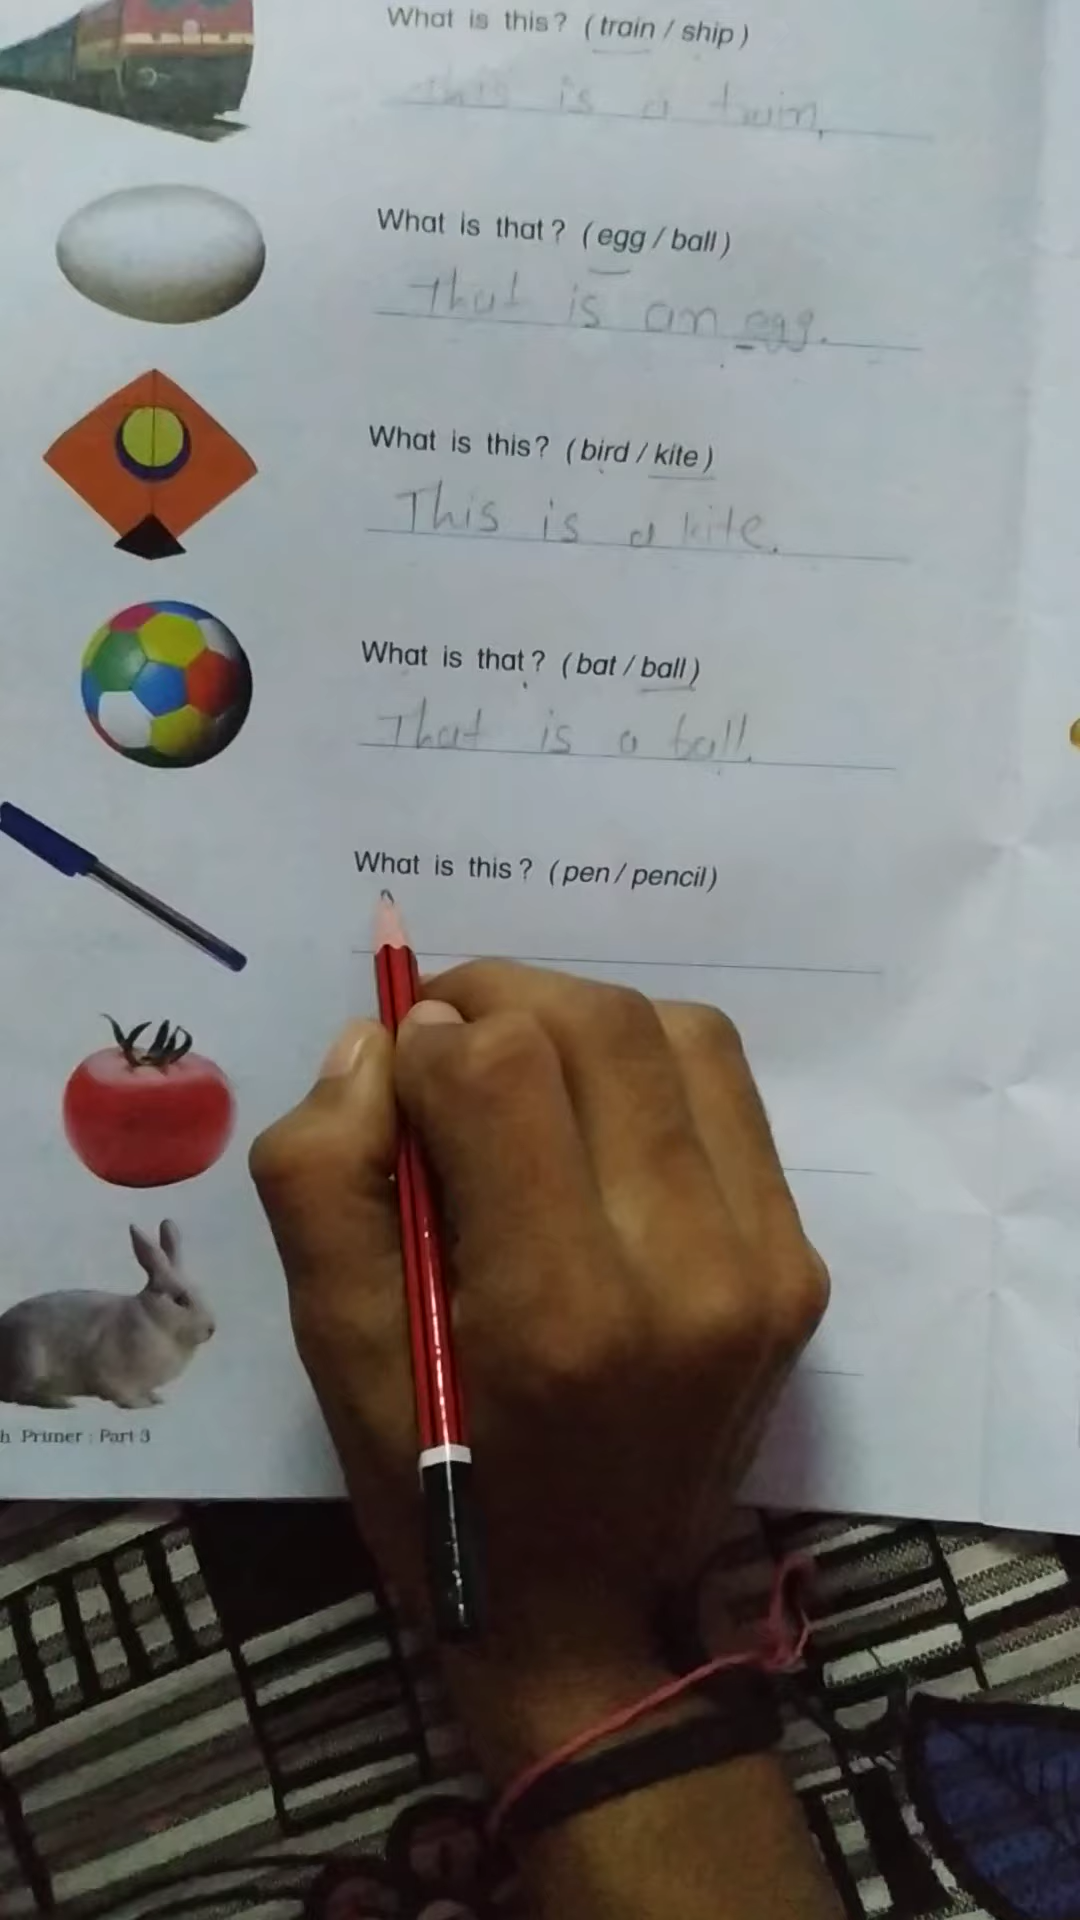 What is this? (train / ship)
This is a train.
What is that? (egg / ball)
That is an egg.
What is this? (bird / kite)
This is a kite.
What is that? (bat / ball)
That is a ball.
What is this? (pen / pencil)
h Primer : Part 3